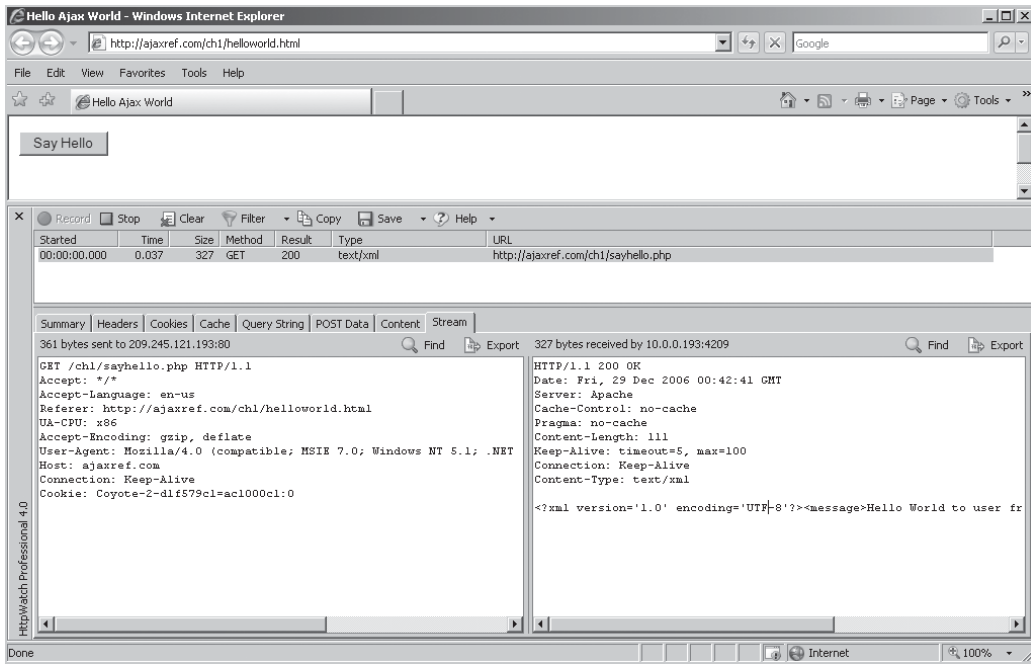 Hello Ajax World - Windows Internet Explorer
http://ajaxref.com/ch1/helloworld.html
Google
File Edit View Favorites Tools Help
Hello Ajax World
Page Tools »
Say Hello
Record Stop Clear Filter Copy Save Help
Started Time Size Method Result Type URL
00:00:00.000 0.037 327 GET 200 text/xml http://ajaxref.com/ch1/sayhello.php
Summary Headers Cookies Cache Query String POST Data Content Stream
361 bytes sent to 209.245.121.193:80 Find Export
327 bytes received by 10.0.0.193:4209 Find Export
GET /ch1/sayhello.php HTTP/1.1
Accept: */*
Accept-Language: en-us
Referer: http://ajaxref.com/ch1/helloworld.html
UA-CPU: x86
Accept-Encoding: gzip, deflate
User-Agent: Mozilla/4.0 (compatible; MSIE 7.0; Windows NT 5.1; .NET
Host: ajaxref.com
Connection: Keep-Alive
Cookie: Coyote-2-d1f579c1=ac1000c1:0
HTTP/1.1 200 OK
Date: Fri, 29 Dec 2006 00:42:41 GMT
Server: Apache
Cache-Control: no-cache
Pragma: no-cache
Content-Length: 111
Keep-Alive: timeout=5, max=100
Connection: Keep-Alive
Content-Type: text/xml
<?xml version='1.0' encoding='UTF-8'?><message>Hello World to user fr
HttpWatch Professional 4.0
Done
Internet
100%